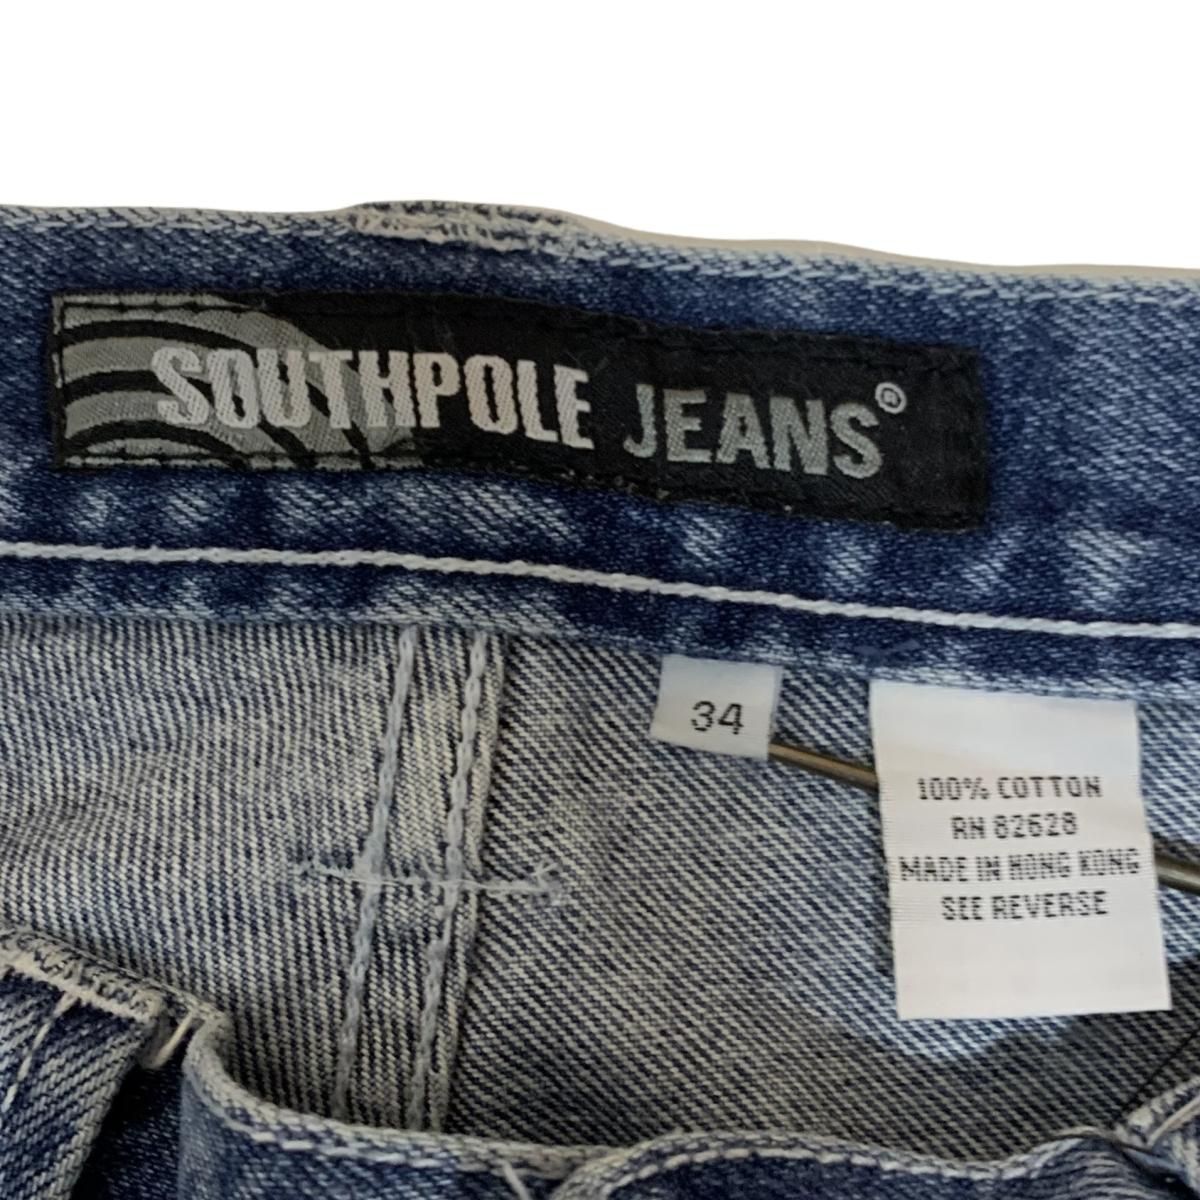 SOUTHPOLE JEANS®
34
100% COTTON
RN 82628
MADE IN HONG KONG
SEE REVERSE